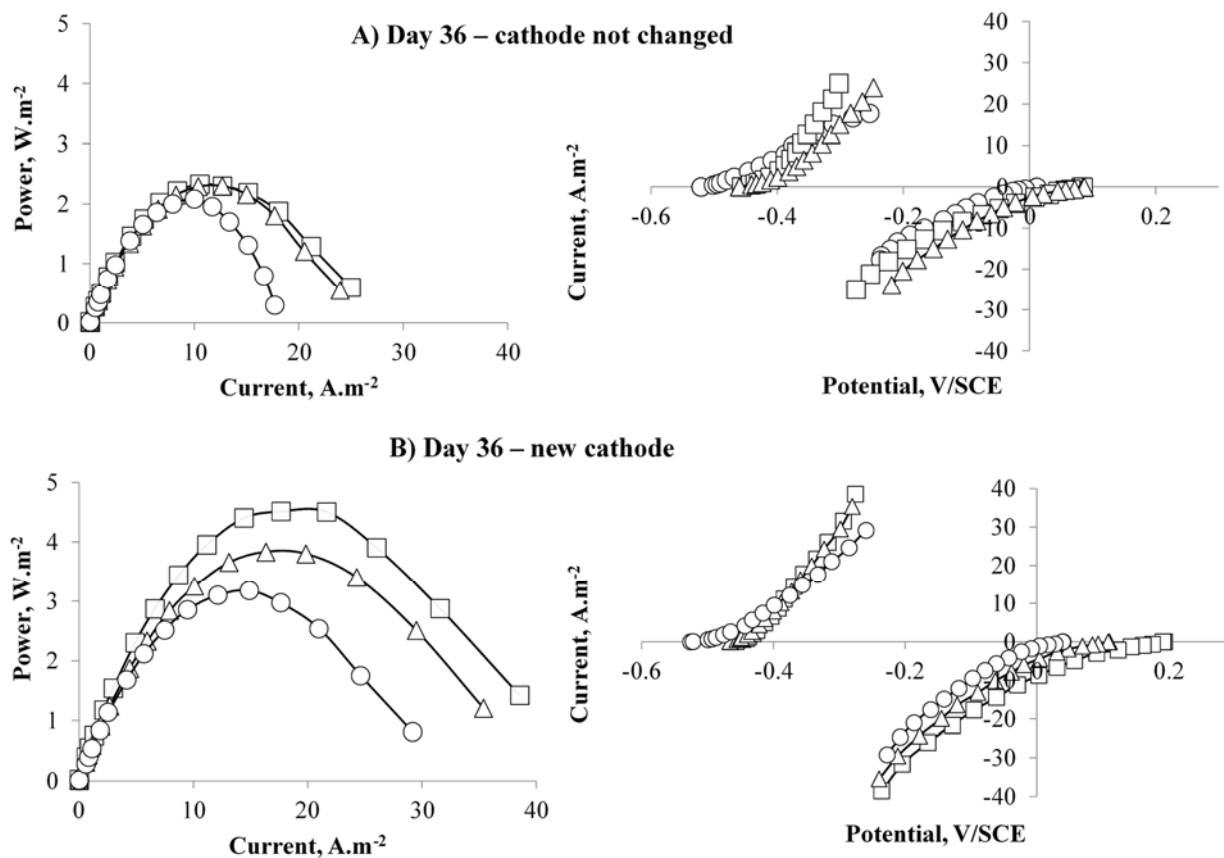 A) Day 36 – cathode not changed
Power, W.m-2
5
4
3
2
1
0
0 10 20 30 40
Current, A.m-2
Current, A.m-2
40
30
20
10
0
-10
-20
-30
-40
-0.6 -0.4 -0.2 0 0.2
Potential, V/SCE
B) Day 36 – new cathode
Power, W.m-2
5
4
3
2
1
0
0 10 20 30 40
Current, A.m-2
Current, A.m-2
40
30
20
10
0
-10
-20
-30
-40
-0.6 -0.4 -0.2 0 0.2
Potential, V/SCE